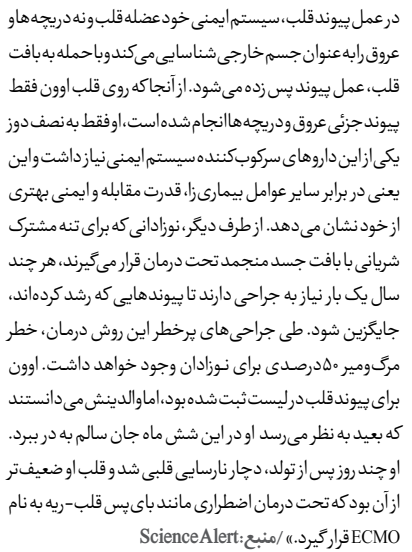 در عمل پیوند قلب، سیستم ایمنی خود عضله قلب و نه دریچه‌ها و
عروق را به عنوان جسم خارجی شناسایی می‌کند و با حمله به بافت
قلب، عمل پیوند پس زده می‌شود. از آنجا که روی قلب اوون فقط
پیوند جزئی عروق و دریچه‌ها انجام شده است، او فقط به نصف دوز
یکی از این داروهای سرکوب‌کننده سیستم ایمنی نیاز داشت و این
یعنی در برابر سایر عوامل بیماری‌زا، قدرت مقابله و ایمنی بهتری
از خود نشان می‌دهد. از طرف دیگر، نوزادانی که برای تنه مشترک
شریانی با بافت جسد منجمد تحت درمان قرار می‌گیرند، هر چند
سال یک بار نیاز به جراحی دارند تا پیوندهایی که رشد کرده‌اند،
جایگزین شود. طی جراحی‌های پرخطر این روش درمان، خطر
مرگ‌ومیر ۵۰درصدی برای نوزادان وجود خواهد داشت. اوون
برای پیوند قلب در لیست ثبت شده بود، اما والدینش می‌دانستند
که بعید به نظر می‌رسد او در این شش ماه جان سالم به در ببرد.
او چند روز پس از تولد، دچار نارسایی قلبی شد و قلب او ضعیف‌تر
از آن بود که تحت درمان اضطراری مانند بای پس قلب-ریه به نام
ECMO قرار گیرد.» /منبع: ScienceAlert